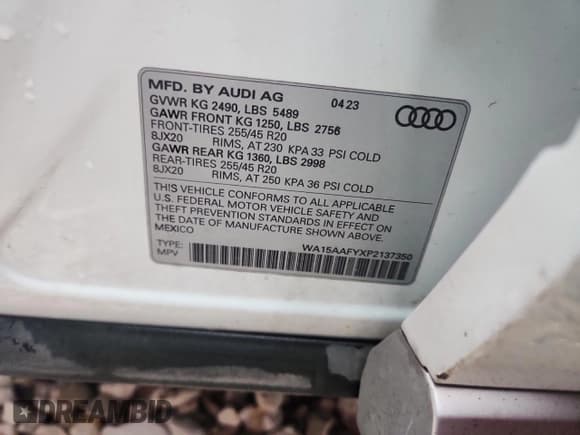 MFD. BY AUDI AG 04 23
GVWR KG 2490, LBS 5489
GAWR FRONT KG 1250, LBS 2756
FRONT-TIRES 255/45 R20
8JX20 RIMS, AT 230 KPA 33 PSI COLD
GAWR REAR KG 1360, LBS 2998
REAR-TIRES 255/45 R20
8JX20 RIMS, AT 250 KPA 36 PSI COLD
THIS VEHICLE CONFORMS TO ALL APPLICABLE
U.S. FEDERAL MOTOR VEHICLE SAFETY AND
THEFT PREVENTION STANDARDS IN EFFECT ON
THE DATE OF MANUFACTURE SHOWN ABOVE.
MEXICO
TYPE: WA15AAFYXP2137350
MPV
DREAMBID